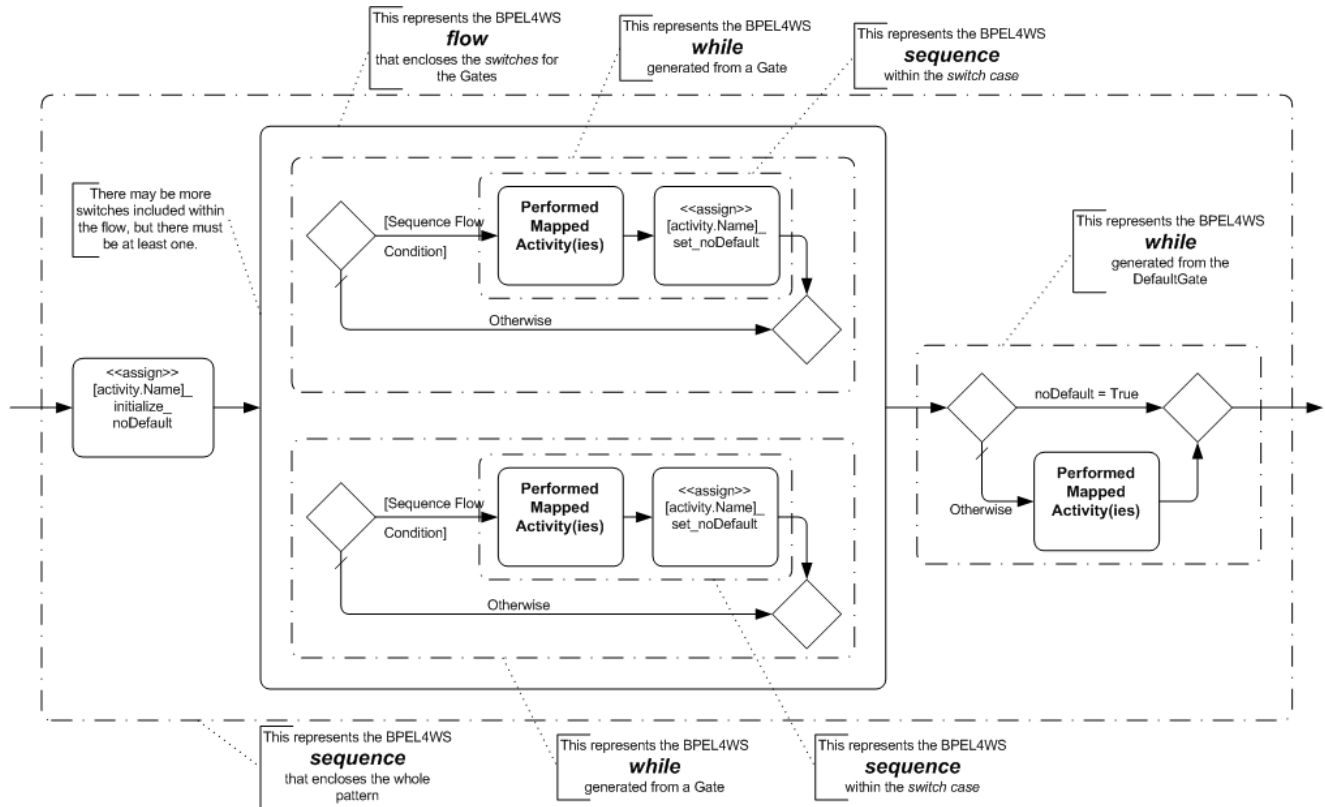 This represents the BPEL4WS
flow
that encloses the switches for
the Gates
This represents the BPEL4WS
while
generated from a Gate
This represents the BPEL4WS
sequence
within the switch case
There may be more
switches included within
the flow, but there must
be at least one.
[Sequence Flow
Condition]
Performed
Mapped
Activity(ies)
<<assign>>
[activity.Name]_
set_noDefault
Otherwise
This represents the BPEL4WS
while
generated from the
DefaultGate
<<assign>>
[activity.Name]_
initialize_
noDefault
noDefault = True
Performed
Mapped
Activity(ies)
Otherwise
[Sequence Flow
Condition]
Performed
Mapped
Activity(ies)
<<assign>>
[activity.Name]_
set_noDefault
Otherwise
This represents the BPEL4WS
sequence
that encloses the whole
pattern
This represents the BPEL4WS
while
generated from a Gate
This represents the BPEL4WS
sequence
within the switch case